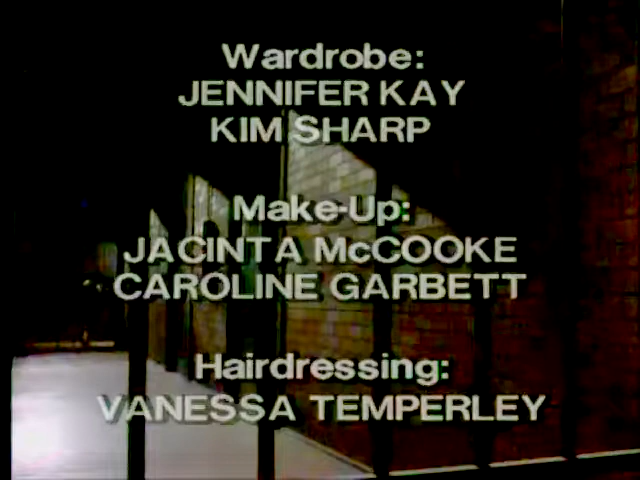 Wardrobe:
JENNIFER KAY
KIM SHARP
Make-Up:
JACINTA McCOOKE
CAROLINE GARBETT
Hairdressing:
VANESSA TEMPERLEY